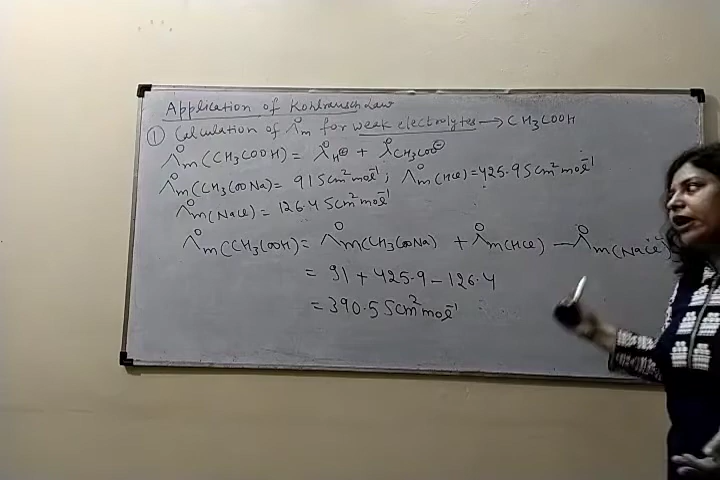 Application of Kohlrausch Law
① Calculation of Λ°m for weak electrolytes → CH3COOH
Λ°m(CH3COOH) = λ°H⊕ + λ°CH3COO⊖
Λ°m(CH3COONa) = 91 S cm² mol⁻¹ ; Λ°m(HCl) = 425.9 S cm² mol⁻¹
Λ°m(NaCl) = 126.4 S cm² mol⁻¹
Λ°m(CH3COOH) = Λ°m(CH3COONa) + Λ°m(HCl) — Λ°m(NaCl)
= 91 + 425.9 – 126.4
= 390.5 S cm² mol⁻¹